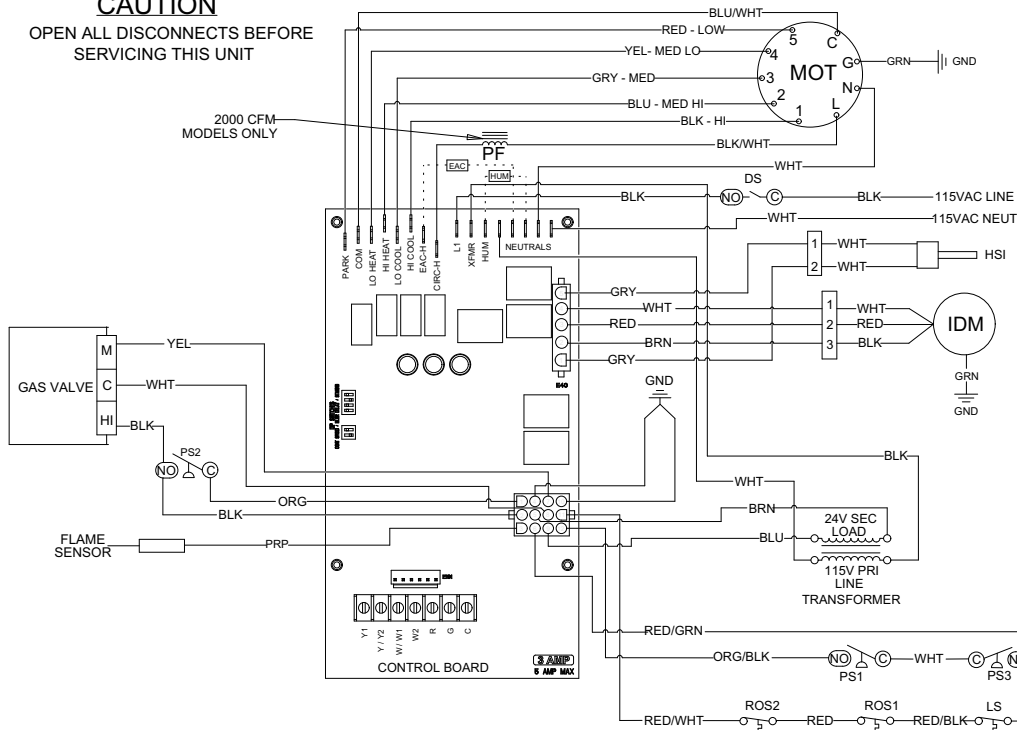 CAUTION
OPEN ALL DISCONNECTS BEFORE
SERVICING THIS UNIT
BLU/WHT
RED - LOW
YEL- MED LO
GRY - MED
BLU - MED HI
BLK - HI
BLK/WHT
WHT
5
4
3
2
1
C
G
N
L
MOT
GRN
GND
2000 CFM
MODELS ONLY
PF
EAC
HUM
DS
BLK
NO
C
BLK
115VAC LINE
WHT
115VAC NEUT
PARK
COM
LO HEAT
HI HEAT
LO COOL
HI COOL
EAC-H
CIRC-H
L1
XFMR
HUM
NEUTRALS
GRY
WHT
RED
BRN
GRY
1
2
WHT
WHT
HSI
1
2
3
WHT
RED
BLK
IDM
GRN
GND
GAS VALVE
M
C
HI
YEL
WHT
BLK
PS2
NO
C
ORG
BLK
FLAME
SENSOR
PRP
GND
BLK
WHT
BRN
BLU
24V SEC
LOAD
115V PRI
LINE
TRANSFORMER
Y1
Y / Y2
W / W1
W2
R
G
C
CONTROL BOARD
3 AMP
5 AMP MAX
RED/GRN
ORG/BLK
NO
C
PS1
WHT
C
PS3
RED/WHT
ROS2
RED
ROS1
RED/BLK
LS